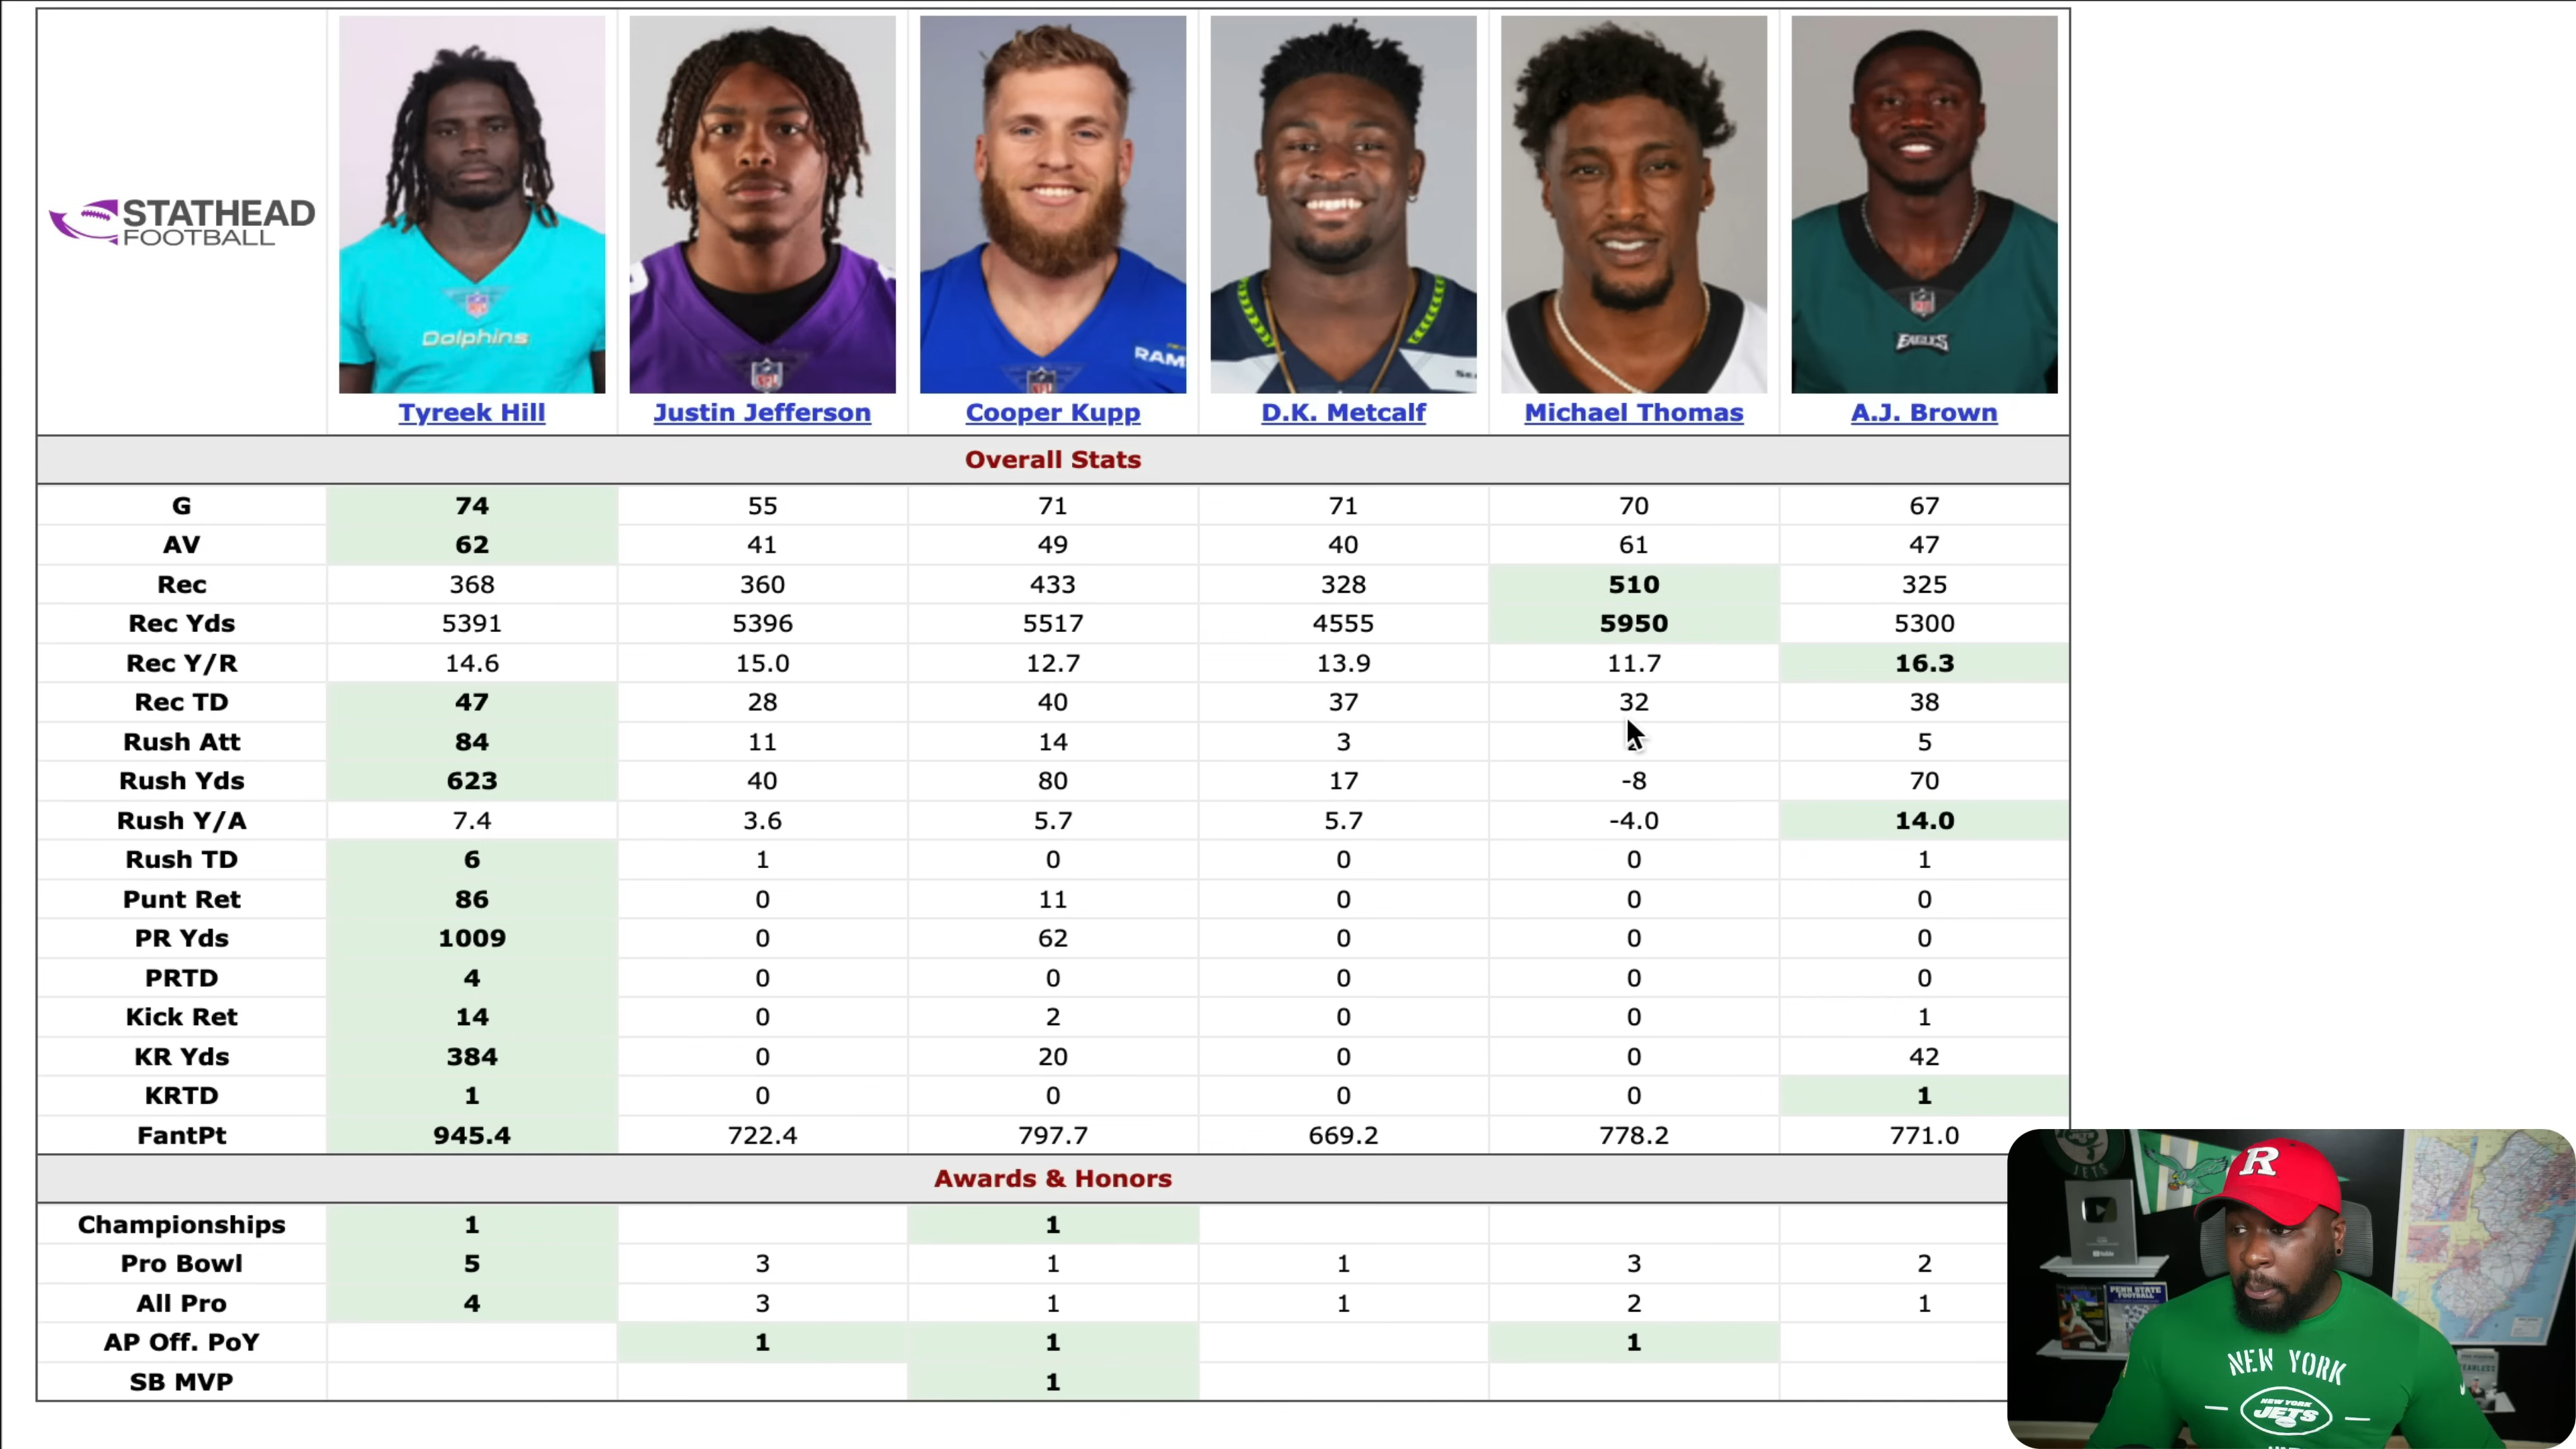 STATHEAD
FOOTBALL
Dolphins
RAM
EAGLES
Tyreek Hill Justin Jefferson Cooper Kupp D.K. Metcalf Michael Thomas A.J. Brown
Overall Stats
G 74 55 71 71 70 67
AV 62 41 49 40 61 47
Rec 368 360 433 328 510 325
Rec Yds 5391 5396 5517 4555 5950 5300
Rec Y/R 14.6 15.0 12.7 13.9 11.7 16.3
Rec TD 47 28 40 37 32 38
Rush Att 84 11 14 3 5
Rush Yds 623 40 80 17 -8 70
Rush Y/A 7.4 3.6 5.7 5.7 -4.0 14.0
Rush TD 6 1 0 0 0 1
Punt Ret 86 0 11 0 0 0
PR Yds 1009 0 62 0 0 0
PRTD 4 0 0 0 0 0
Kick Ret 14 0 2 0 0 1
KR Yds 384 0 20 0 0 42
KRTD 1 0 0 0 0 1
FantPt 945.4 722.4 797.7 669.2 778.2 771.0
Awards & Honors
Championships 1 1
Pro Bowl 5 3 1 1 3 2
All Pro 4 3 1 1 2 1
AP Off. PoY 1 1 1
SB MVP 1
JETS
R
PENN STATE
FOOTBALL
NEW YORK
NEW YORK
JETS